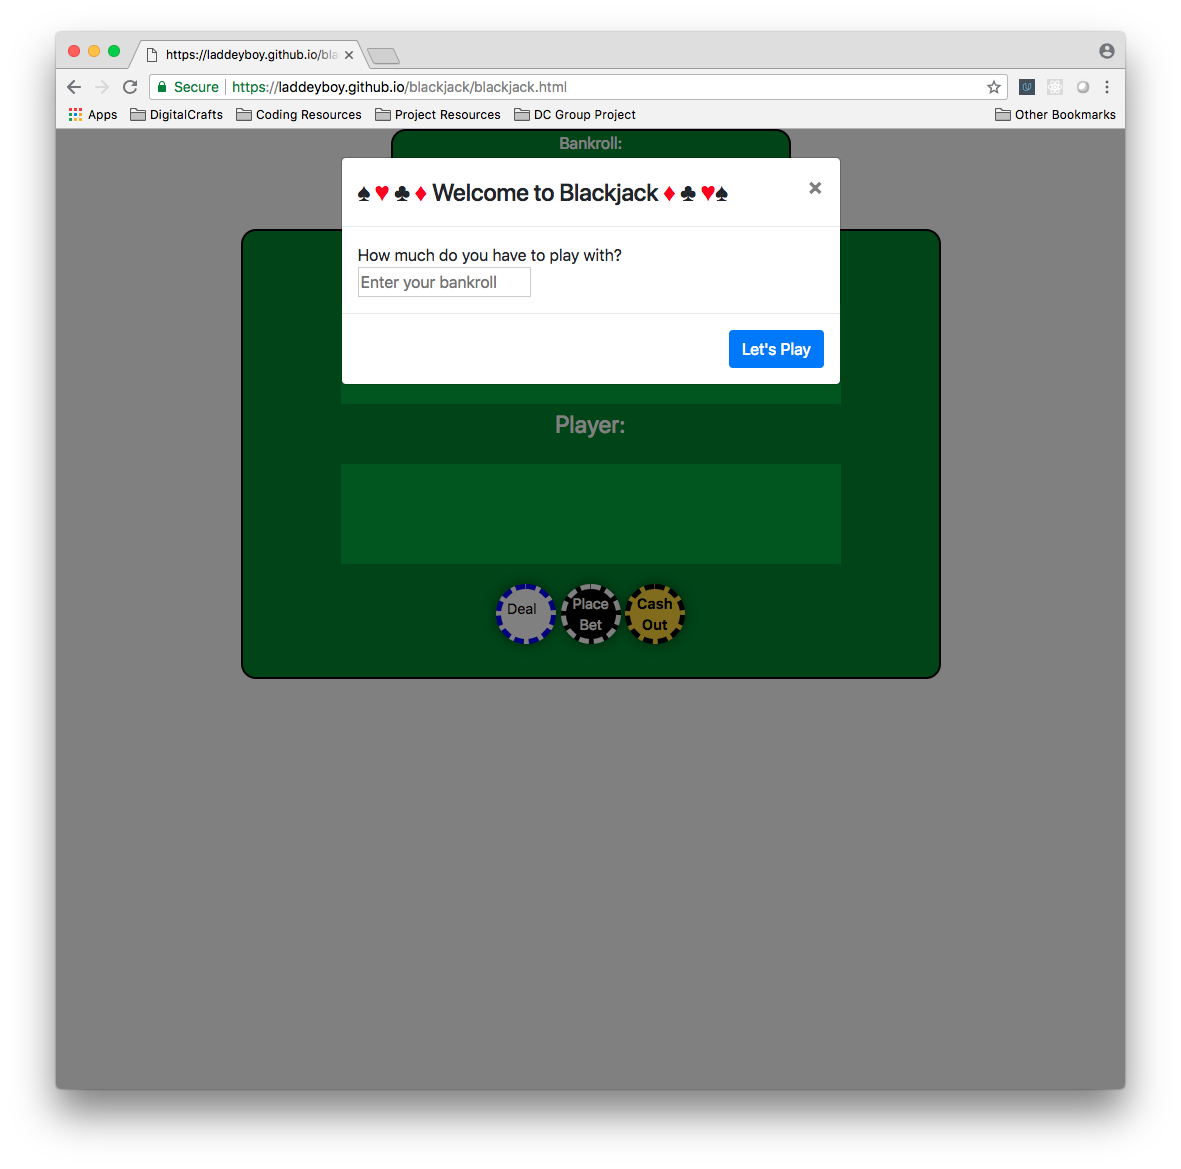 https://laddeyboy.github.io/bla
Secure https://laddeyboy.github.io/blackjack/blackjack.html
Apps DigitalCrafts Coding Resources Project Resources DC Group Project Other Bookmarks
Bankroll:
♠ ♥ ♣ ♦ Welcome to Blackjack ♦ ♣ ♥♠ ×
How much do you have to play with?
Enter your bankroll
Let's Play
Player:
Deal
Place
Bet
Cash
Out